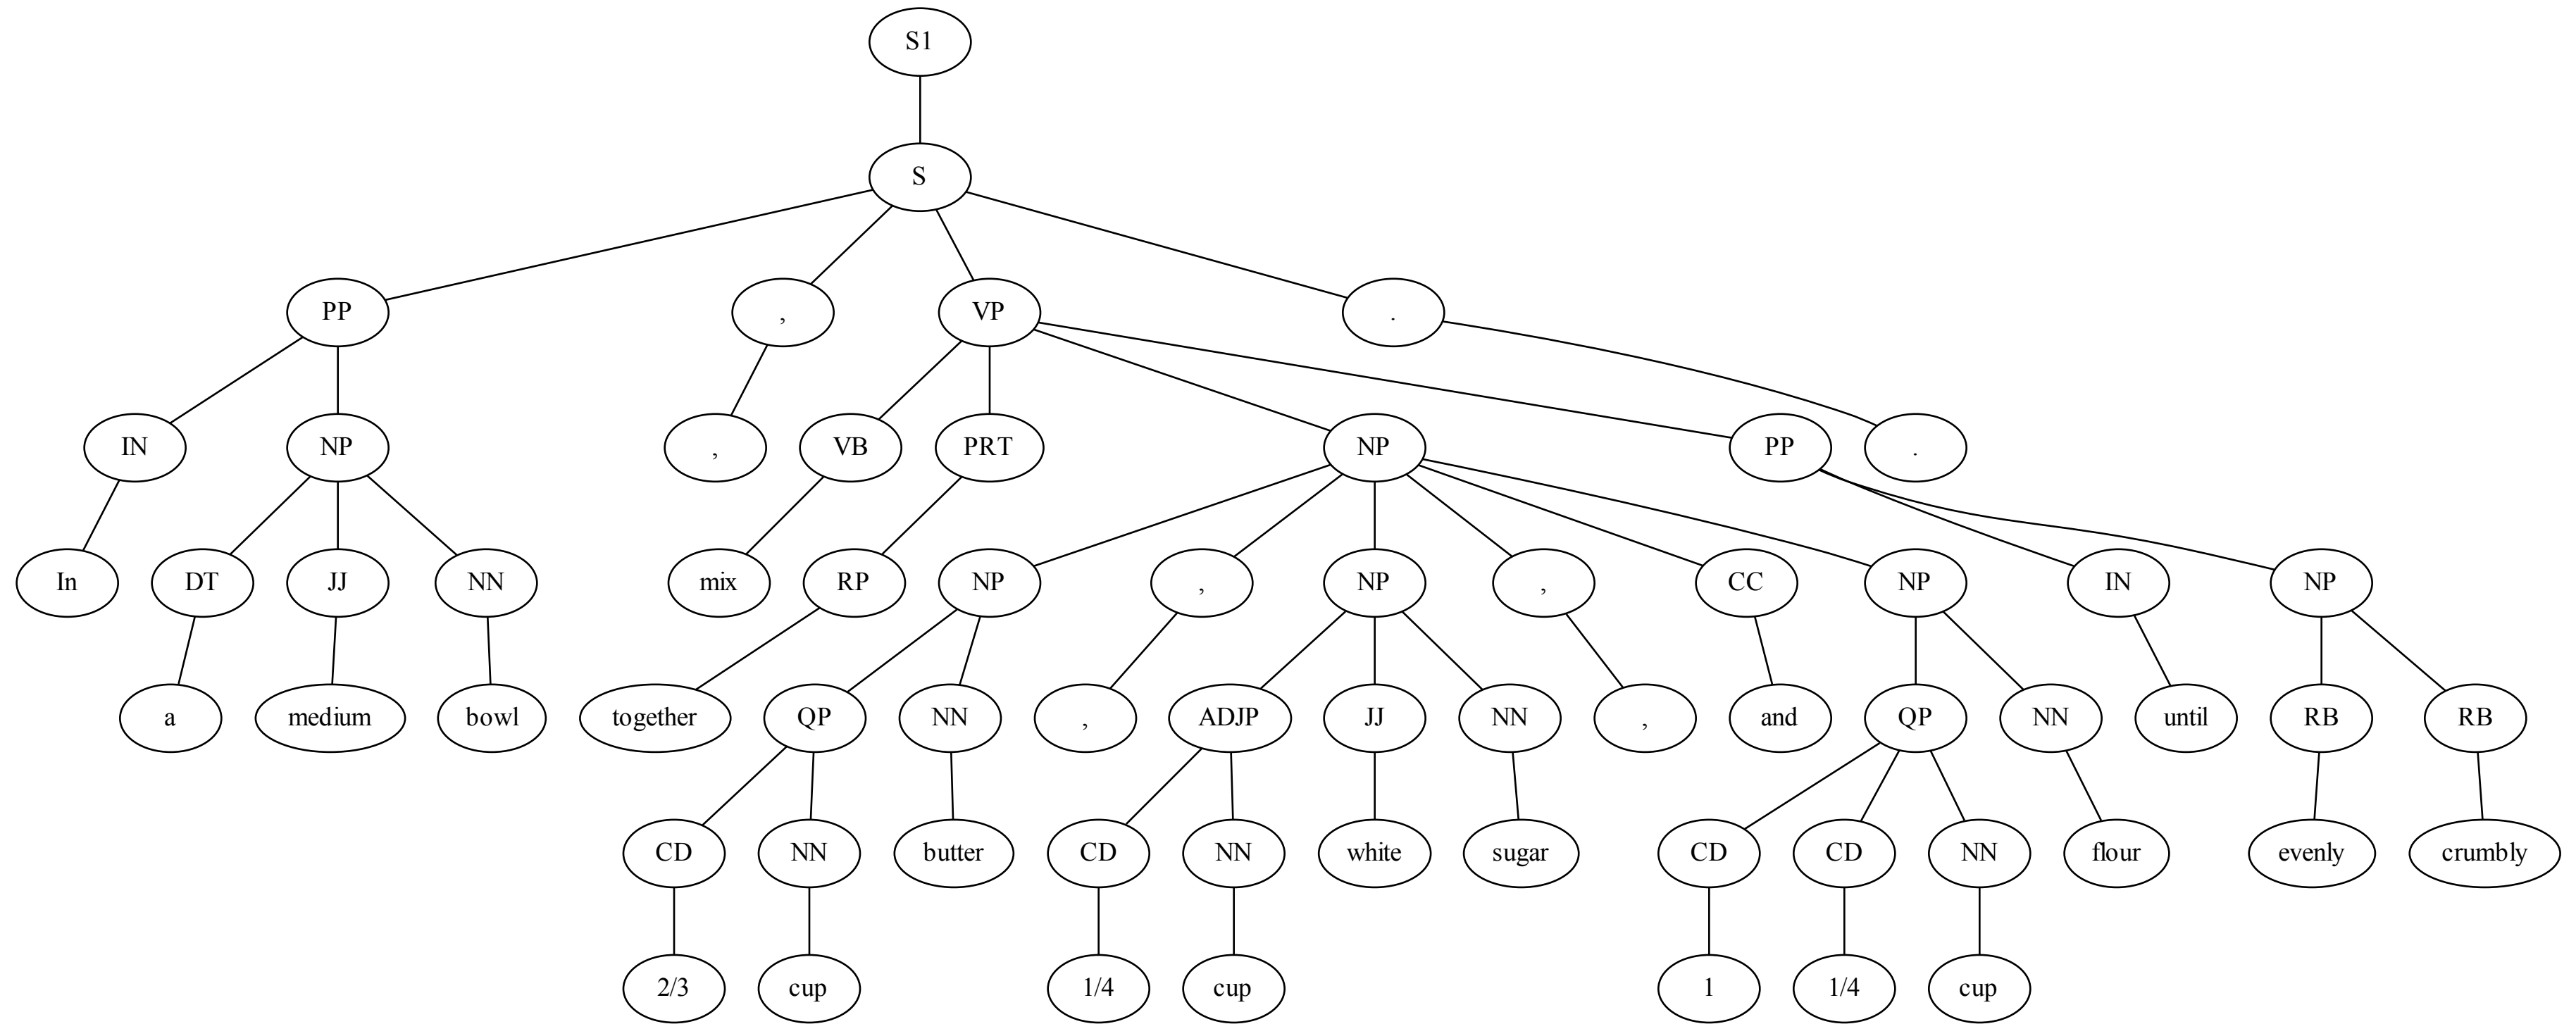 S1
S
PP , VP .
IN NP , VB PRT NP PP .
In DT JJ NN mix RP NP , NP , CC NP IN NP
a medium bowl together QP NN , ADJP JJ NN , and QP NN until RB RB
CD NN butter CD NN white sugar CD CD NN flour evenly crumbly
2/3 cup 1/4 cup 1 1/4 cup